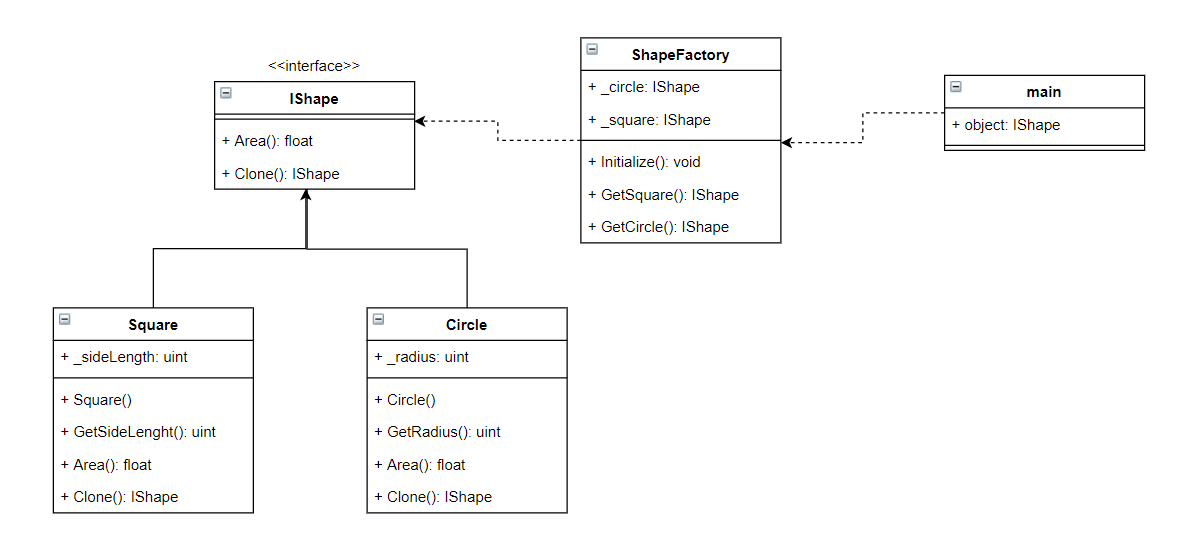 <<interface>>
IShape
+ Area(): float
+ Clone(): IShape
ShapeFactory
+ _circle: IShape
+ _square: IShape
+ Initialize(): void
+ GetSquare(): IShape
+ GetCircle(): IShape
main
+ object: IShape
Square
+ _sideLength: uint
+ Square()
+ GetSideLenght(): uint
+ Area(): float
+ Clone(): IShape
Circle
+ _radius: uint
+ Circle()
+ GetRadius(): uint
+ Area(): float
+ Clone(): IShape